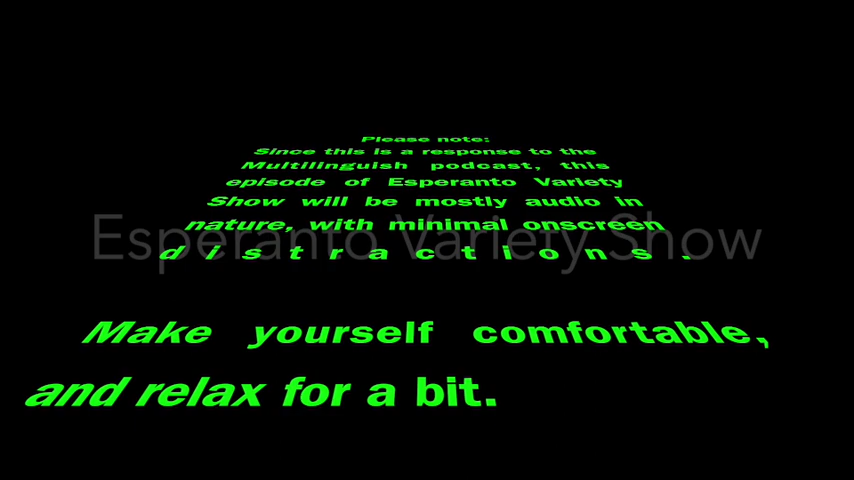 Please note:
Since this is a response to the
Multilinguish podcast, this
episode of Esperanto Variety
Show will be mostly audio in
nature, with minimal onscreen
distractions.
Esperanto Variety Show
Make yourself comfortable,
and relax for a bit.